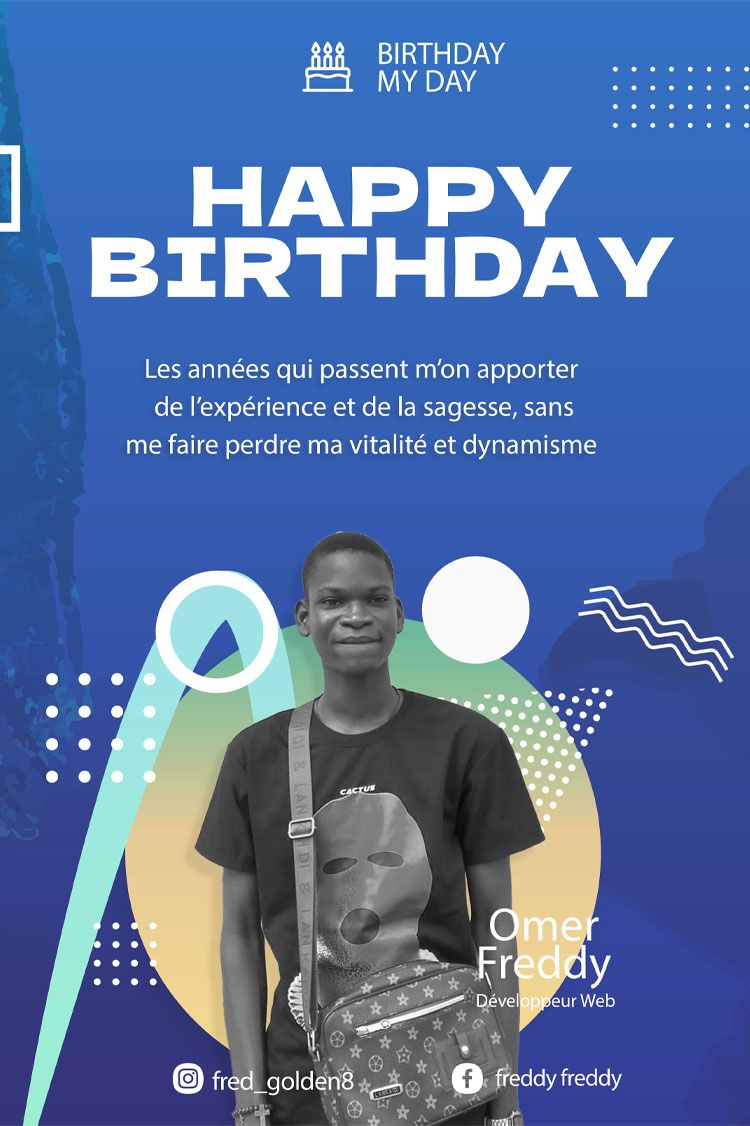 BIRTHDAY
MY DAY
HAPPY
BIRTHDAY
Les années qui passent m’on apporter
de l’expérience et de la sagesse, sans
me faire perdre ma vitalité et dynamisme
CACTUS
Omer
Freddy
Développeur Web
fred_golden8
freddy freddy